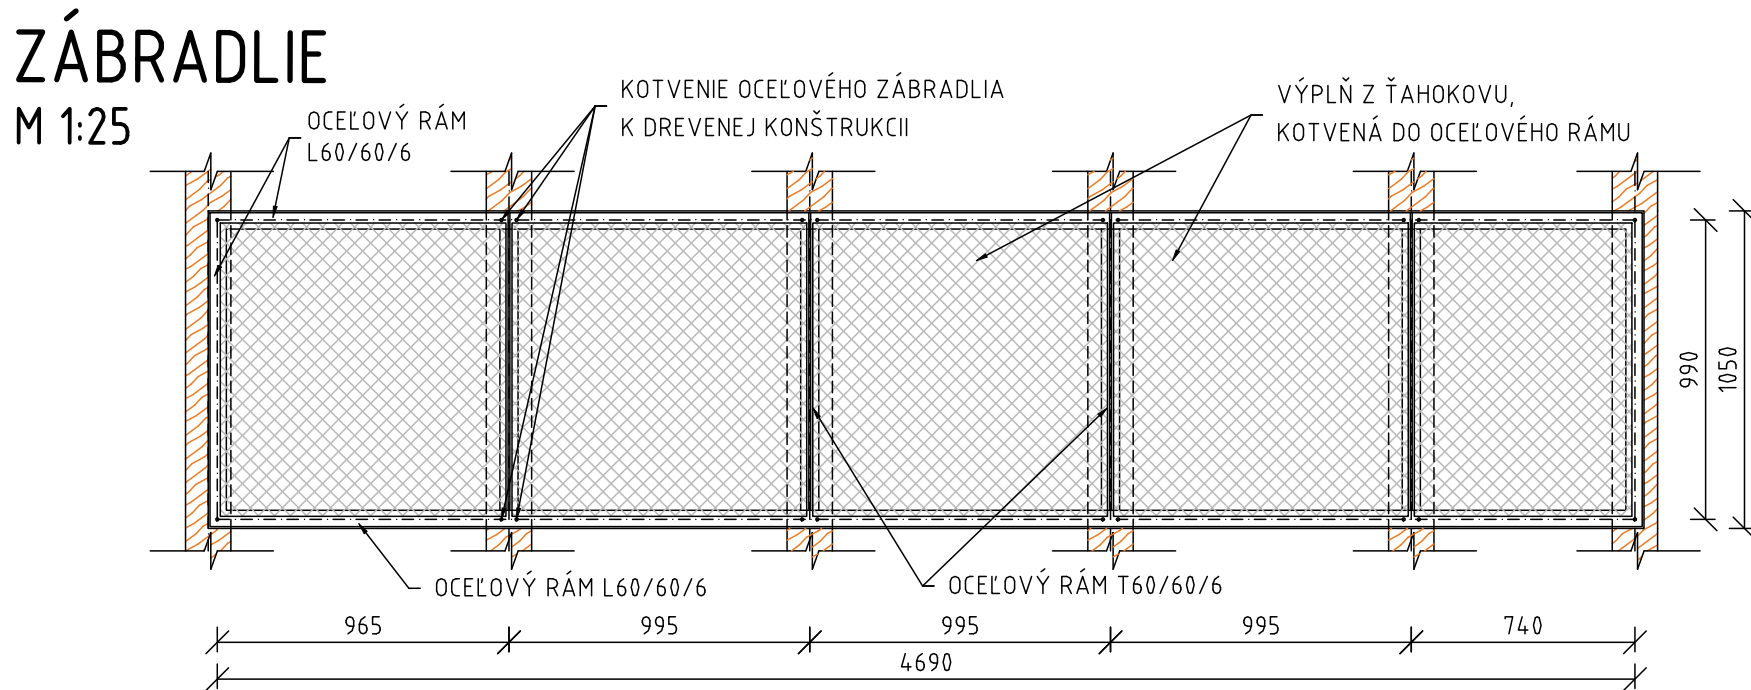 ZÁBRADLIE
M 1:25
OCEĽOVÝ RÁM
L60/60/6
KOTVENIE OCEĽOVÉHO ZÁBRADLIA
K DREVENEJ KONŠTRUKCII
VÝPLŇ Z ŤAHOKOVU,
KOTVENÁ DO OCEĽOVÉHO RÁMU
990
1050
OCEĽOVÝ RÁM L60/60/6
OCEĽOVÝ RÁM T60/60/6
965
995
995
995
740
4690